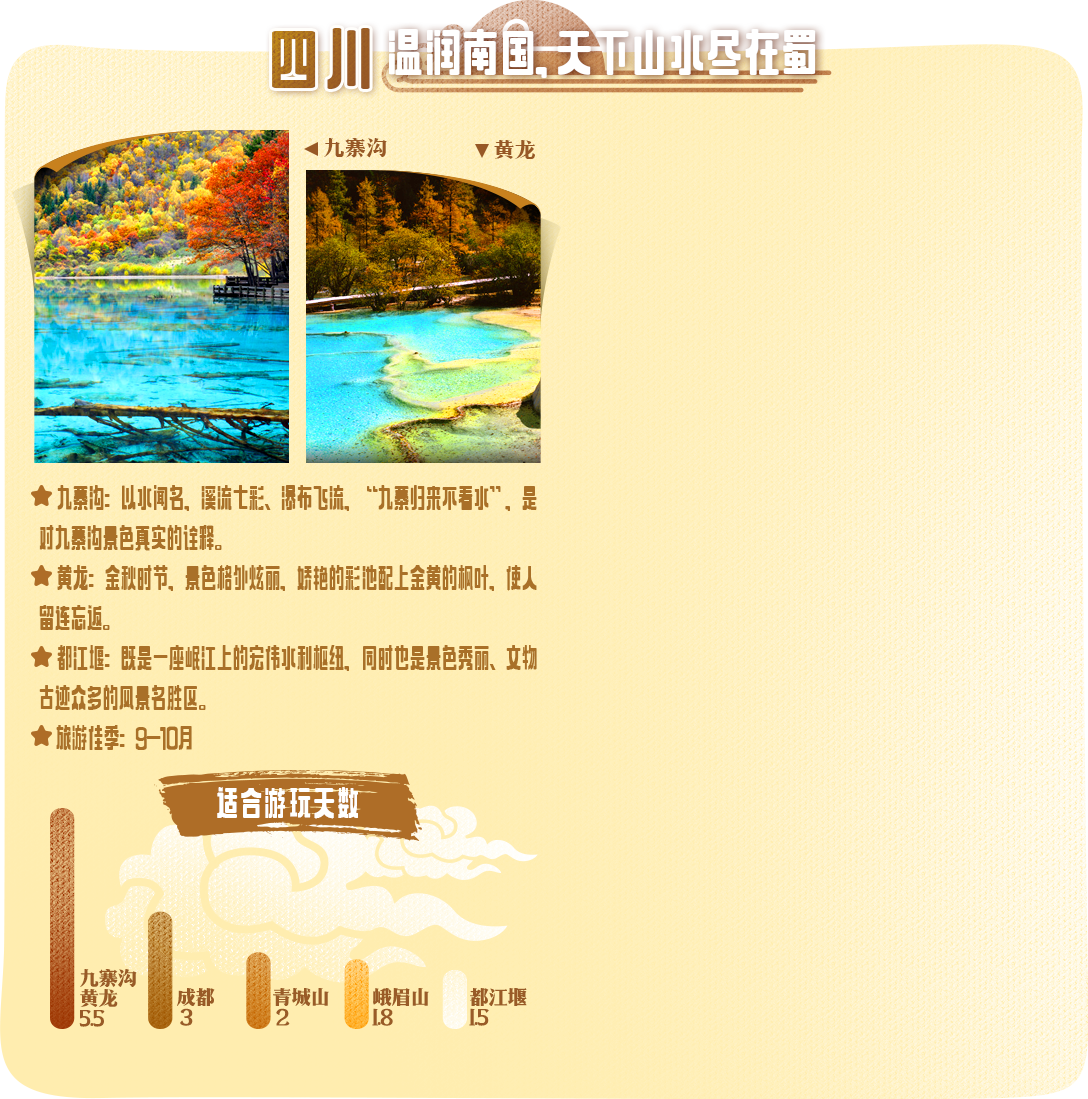 四川 温润南国，天下山水尽在蜀
◀九寨沟 ▼黄龙
★九寨沟：以水闻名，溪流七彩、瀑布飞流，“九寨归来不看水”，是
对九寨沟景色真实的诠释。
★黄龙：金秋时节，景色格外炫丽，娇艳的彩池配上金黄的枫叶，使人
留连忘返。
★都江堰：既是一座岷江上的宏伟水利枢纽，同时也是景色秀丽、文物
古迹众多的风景名胜区。
★旅游佳季：9—10月
适合游玩天数
九寨沟
黄龙
5.5
成都
3
青城山
2
峨眉山
1.8
都江堰
1.5